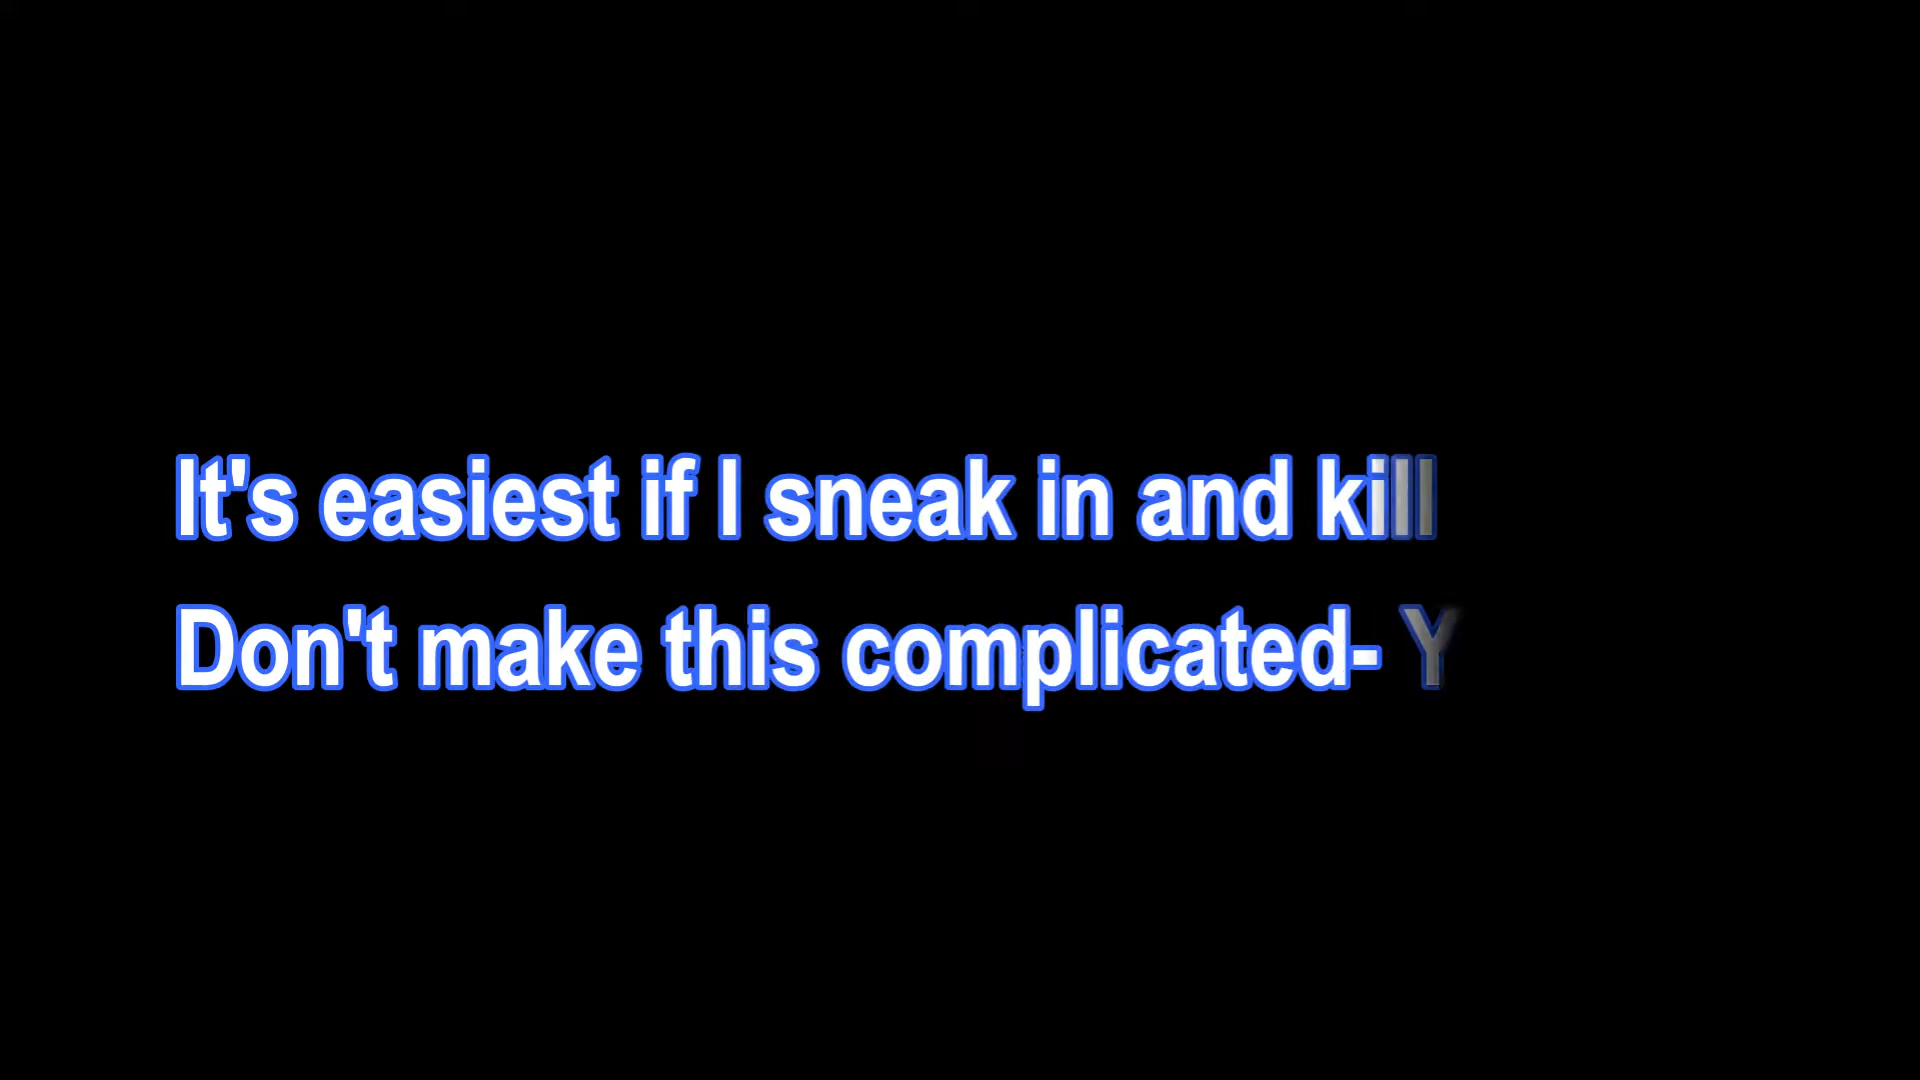 It's easiest if I sneak in and kill
Don't make this complicated- Y